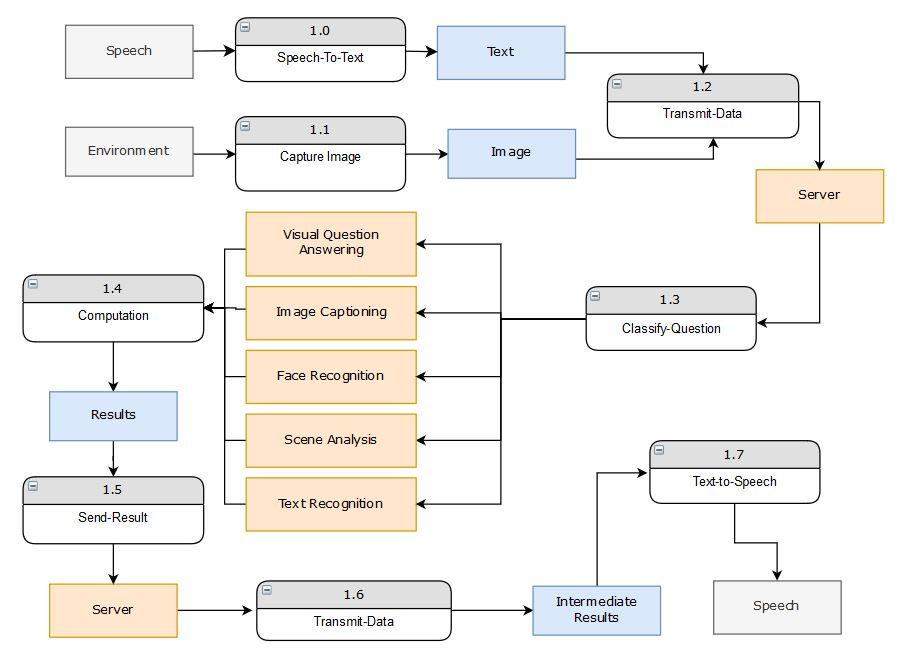 Speech
1.0
Speech-To-Text
Text
1.2
Transmit-Data
Environment
1.1
Capture Image
Image
Server
Visual Question
Answering
Image Captioning
Face Recognition
Scene Analysis
Text Recognition
1.3
Classify-Question
1.4
Computation
Results
1.5
Send-Result
Server
1.6
Transmit-Data
Intermediate
Results
1.7
Text-to-Speech
Speech